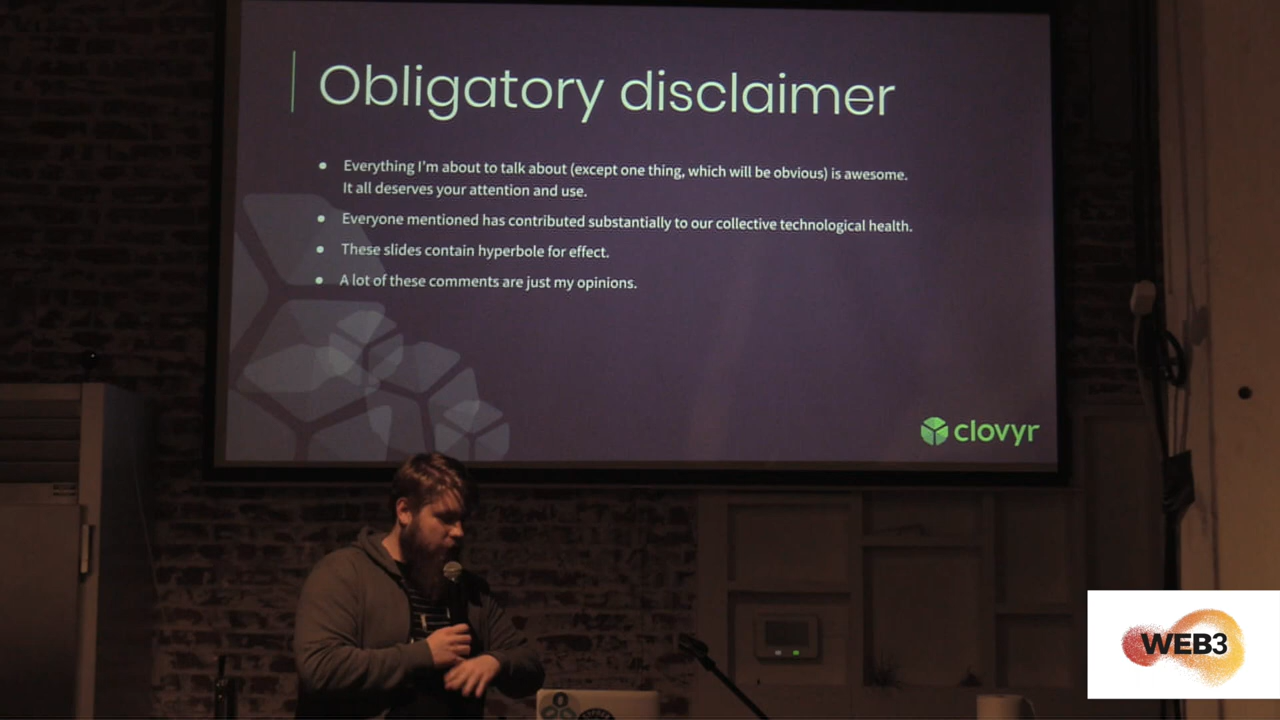 Obligatory disclaimer
Everything I'm about to talk about (except one thing, which will be obvious) is awesome.
It all deserves your attention and use.
Everyone mentioned has contributed substantially to our collective technological health.
These slides contain hyperbole for effect.
A lot of these comments are just my opinions.
clovyr
WEB3